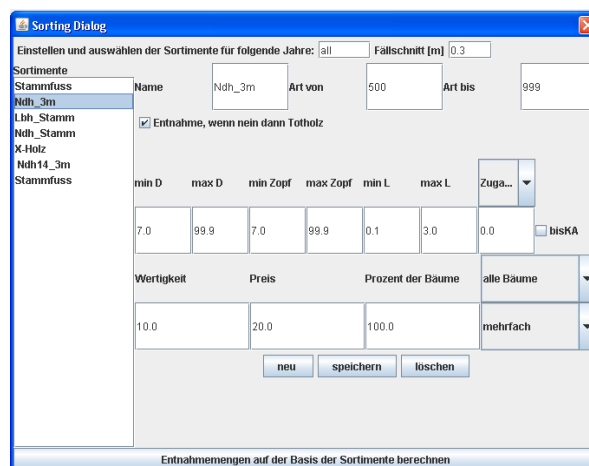 Sorting Dialog
Einstellen und auswählen der Sortimente für folgende Jahre: all Fällschnitt [m] 0.3
Sortimente
Stammfuss
Ndh_3m
Lbh_Stamm
Ndh_Stamm
X-Holz
Ndh14_3m
Stammfuss
Name Ndh_3m Art von 500 Art bis 999
Entnahme, wenn nein dann Totholz
min D max D min Zopf max Zopf min L max L Zuga...
7.0 99.9 7.0 99.9 0.1 3.0 0.0 bisKA
Wertigkeit Preis Prozent der Bäume alle Bäume
10.0 20.0 100.0 mehrfach
neu speichern löschen
Entnahmemengen auf der Basis der Sortimente berechnen